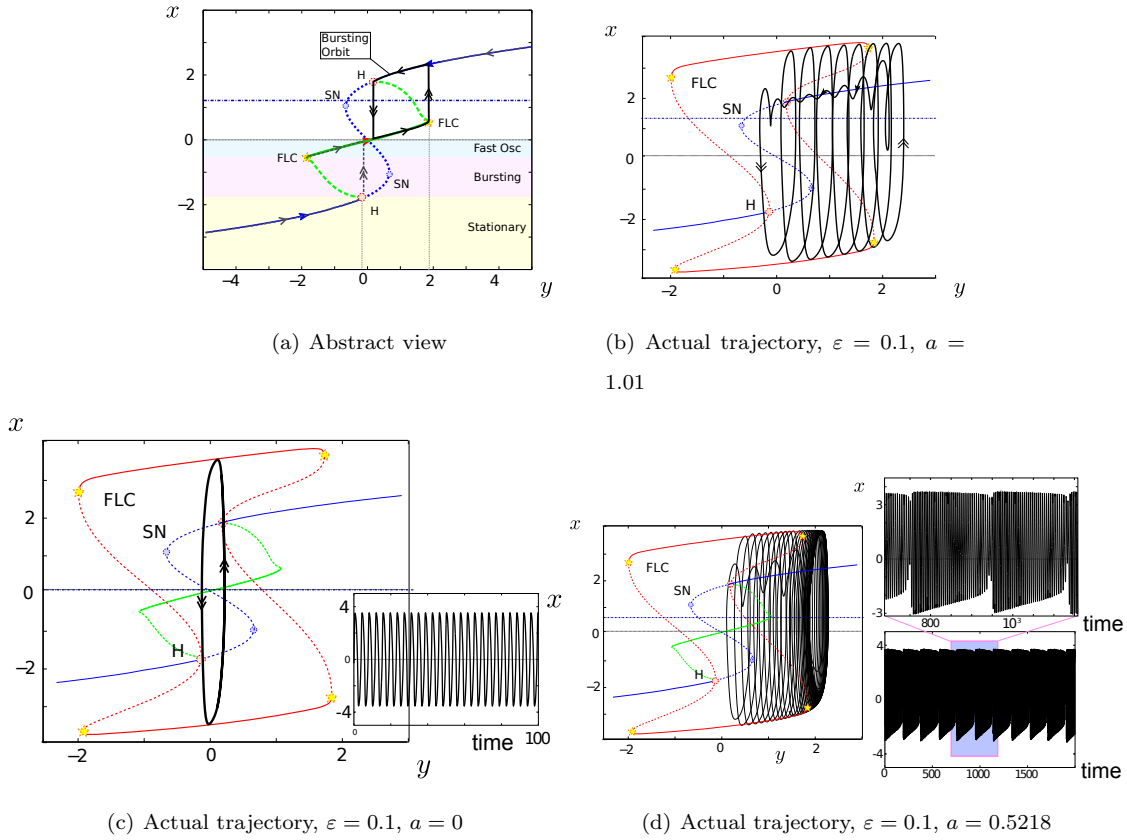 x
Bursting
Orbit
H
SN
FLC
FLC
SN
H
Fast Osc
Bursting
Stationary
4
2
0
−2
−4
−2
0
2
4
y
(a) Abstract view
x
FLC
SN
H
2
0
−2
−2
0
2
y
(b) Actual trajectory, ε = 0.1, a =
1.01
x
FLC
SN
H
2
0
−2
−2
0
2
y
x
4
0
−4
0
100
time
(c) Actual trajectory, ε = 0.1, a = 0
x
FLC
SN
H
2
0
−2
−2
0
2
y
x
3
0
-3
800
10³
time
4
0
-4
0
500
1000
1500
time
(d) Actual trajectory, ε = 0.1, a = 0.5218